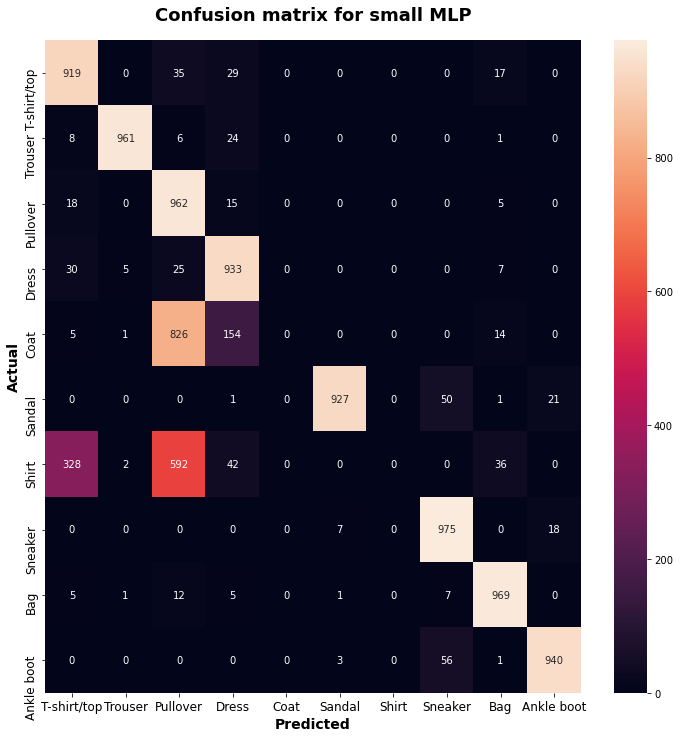 Confusion matrix for small MLP
T-shirt/top 919 0 35 29 0 0 0 0 17 0
Trouser 8 961 6 24 0 0 0 0 1 0
Pullover 18 0 962 15 0 0 0 0 5 0
Dress 30 5 25 933 0 0 0 0 7 0
Coat 5 1 826 154 0 0 0 0 14 0
Sandal 0 0 0 1 0 927 0 50 1 21
Shirt 328 2 592 42 0 0 0 0 36 0
Sneaker 0 0 0 0 0 7 0 975 0 18
Bag 5 1 12 5 0 1 0 7 969 0
Ankle boot 0 0 0 0 0 3 0 56 1 940
T-shirt/top Trouser Pullover Dress Coat Sandal Shirt Sneaker Bag Ankle boot
Predicted
Actual
800
600
400
200
0